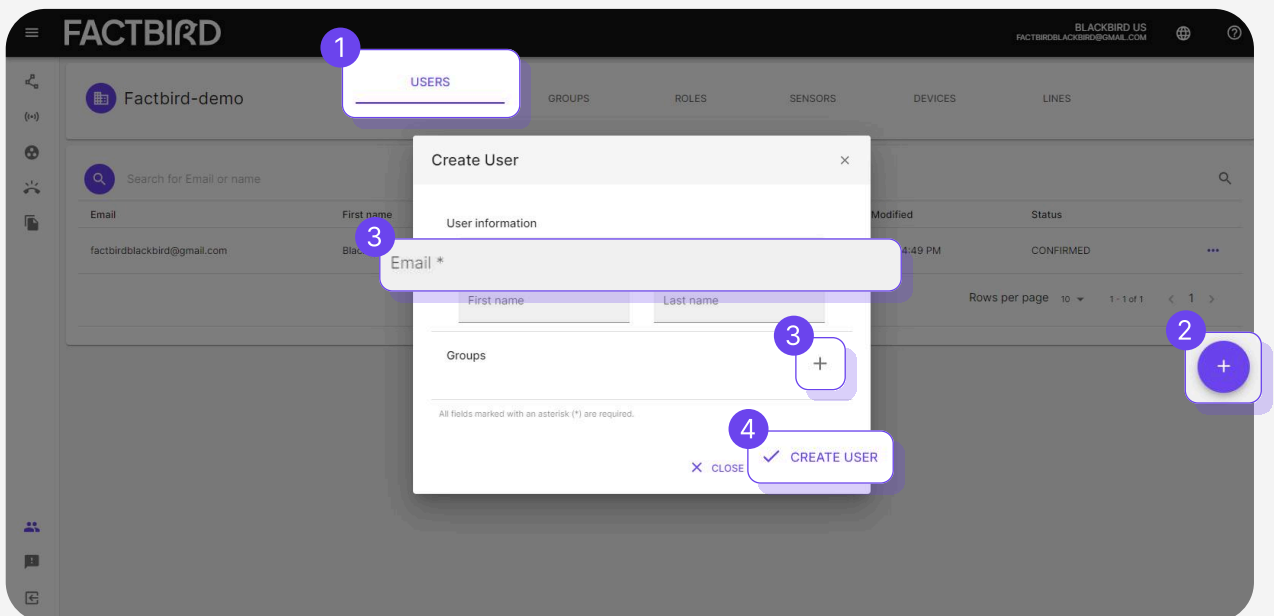 FACTBIRD
BLACKBIRD US
FACTBIRDBLACKBIRD@GMAIL.COM
1
Factbird-demo
USERS
GROUPS
ROLES
SENSORS
DEVICES
LINES
Create User
Search for Email or name
Email
First name
Modified
Status
User information
factbirdblackbird@gmail.com
4:49 PM
CONFIRMED
3
Email *
First name
Last name
Rows per page 10 1 - 1 of 1 1
2
Groups
3
All fields marked with an asterisk (*) are required.
4
CLOSE
CREATE USER